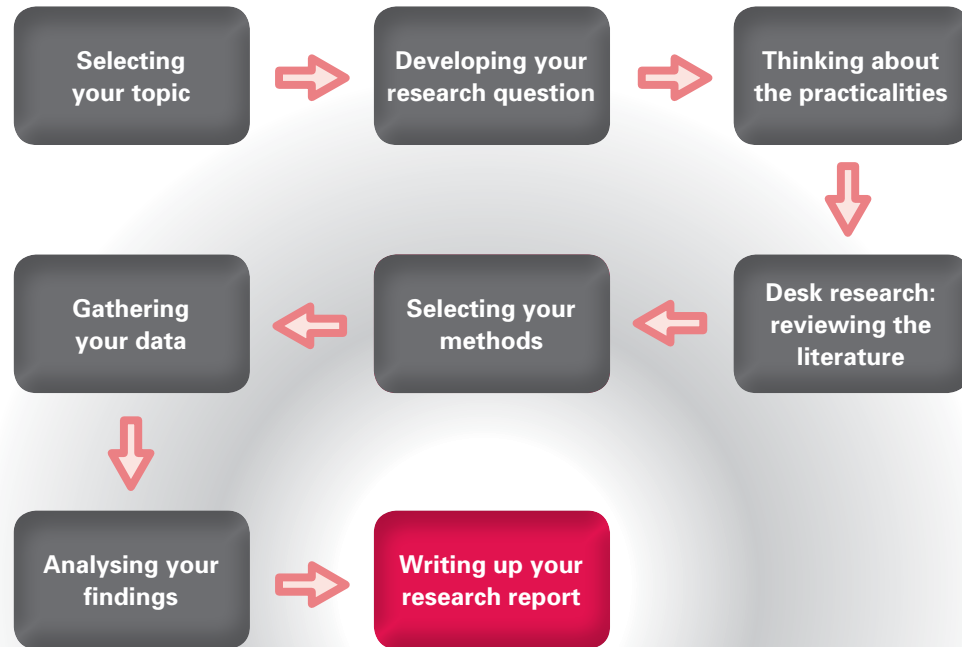 Selecting
your topic
Developing your
research question
Thinking about
the practicalities
Desk research:
reviewing the
literature
Selecting your
methods
Gathering
your data
Analysing your
findings
Writing up your
research report